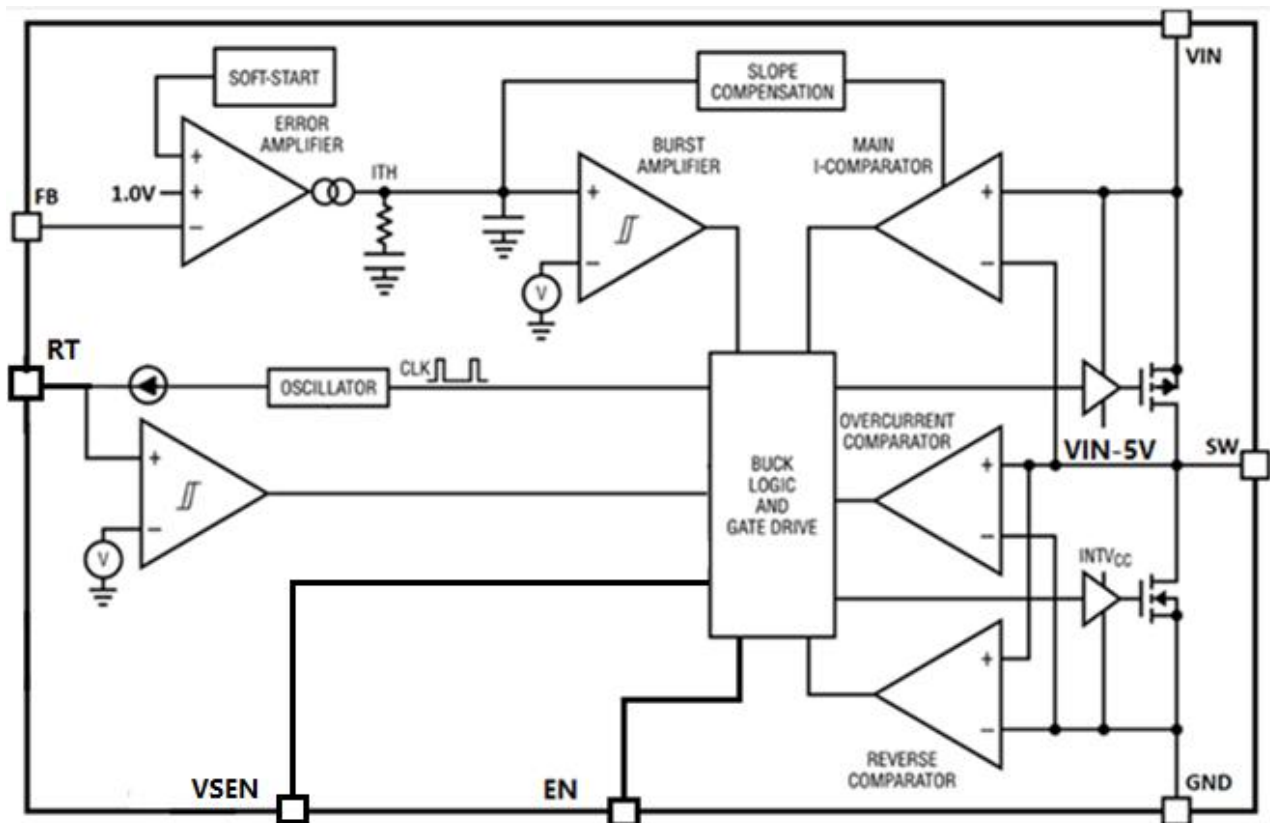 VIN
SOFT-START
SLOPE
COMPENSATION
ERROR
AMPLIFIER
BURST
AMPLIFIER
MAIN
I-COMPARATOR
ITH
FB
1.0V
+
+
−
+
−
+
−
V
RT
CLK
OSCILLATOR
OVERCURRENT
COMPARATOR
VIN-5V
SW
BUCK
LOGIC
AND
GATE DRIVE
+
−
+
−
V
INTVCC
+
−
REVERSE
COMPARATOR
VSEN
EN
GND